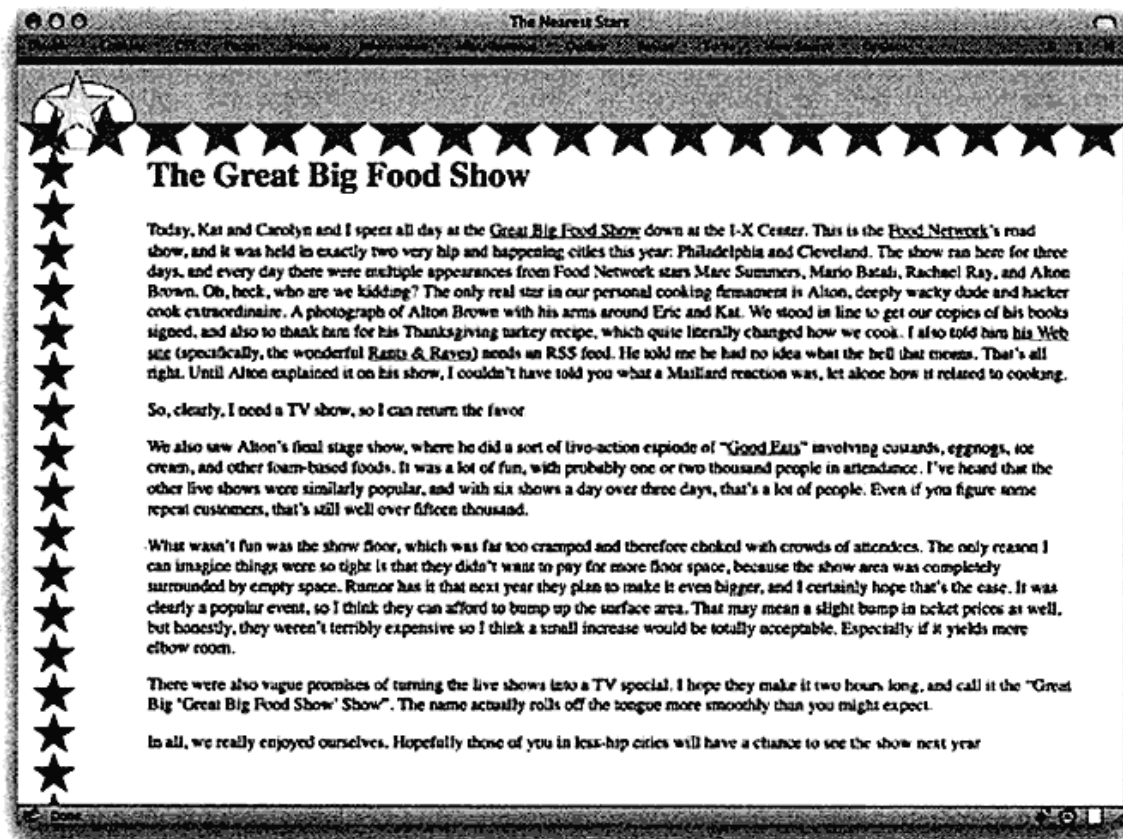 The Nearest Stars
The Great Big Food Show
Today, Kat and Carolyn and I spent all day at the Great Big Food Show down at the I-X Center. This is the Food Network's road
show, and it was held in exactly two very hip and happening cities this year: Philadelphia and Cleveland. The show ran here for three
days, and every day there were multiple appearances from Food Network stars Marc Summers, Mario Batali, Rachael Ray, and Alton
Brown. Oh, heck, who are we kidding? The only real star in our personal cooking firmament is Alton, deeply wacky dude and hacker
cook extraordinaire. A photograph of Alton Brown with his arms around Eric and Kat. We stood in line to get our copies of his books
signed, and also to thank him for his Thanksgiving turkey recipe, which quite literally changed how we cook. I also told him his Web
site (specifically, the wonderful Rants & Raves) needs an RSS feed. He told me he had no idea what the hell that means. That's all
right. Until Alton explained it on his show, I couldn't have told you what a Maillard reaction was, let alone how it related to cooking.
So, clearly, I need a TV show, so I can return the favor
We also saw Alton's final stage show, where he did a sort of live-action episode of "Good Eats" involving custards, eggnogs, ice
cream, and other foam-based foods. It was a lot of fun, with probably one or two thousand people in attendance. I've heard that the
other live shows were similarly popular, and with six shows a day over three days, that's a lot of people. Even if you figure some
repeat customers, that's still well over fifteen thousand.
What wasn't fun was the show floor, which was far too cramped and therefore choked with crowds of attendees. The only reason I
can imagine things were so tight is that they didn't want to pay for more floor space, because the show area was completely
surrounded by empty space. Rumor has it that next year they plan to make it even bigger, and I certainly hope that's the case. It was
clearly a popular event, so I think they can afford to bump up the surface area. That may mean a slight bump in ticket prices as well,
but honestly, they weren't terribly expensive so I think a small increase would be totally acceptable. Especially if it yields more
elbow room.
There were also vague promises of turning the live shows into a TV special. I hope they make it two hours long, and call it the "Great
Big 'Great Big Food Show' Show". The name actually rolls off the tongue more smoothly than you might expect.
In all, we really enjoyed ourselves. Hopefully those of you in less-hip cities will have a chance to see the show next year
Done